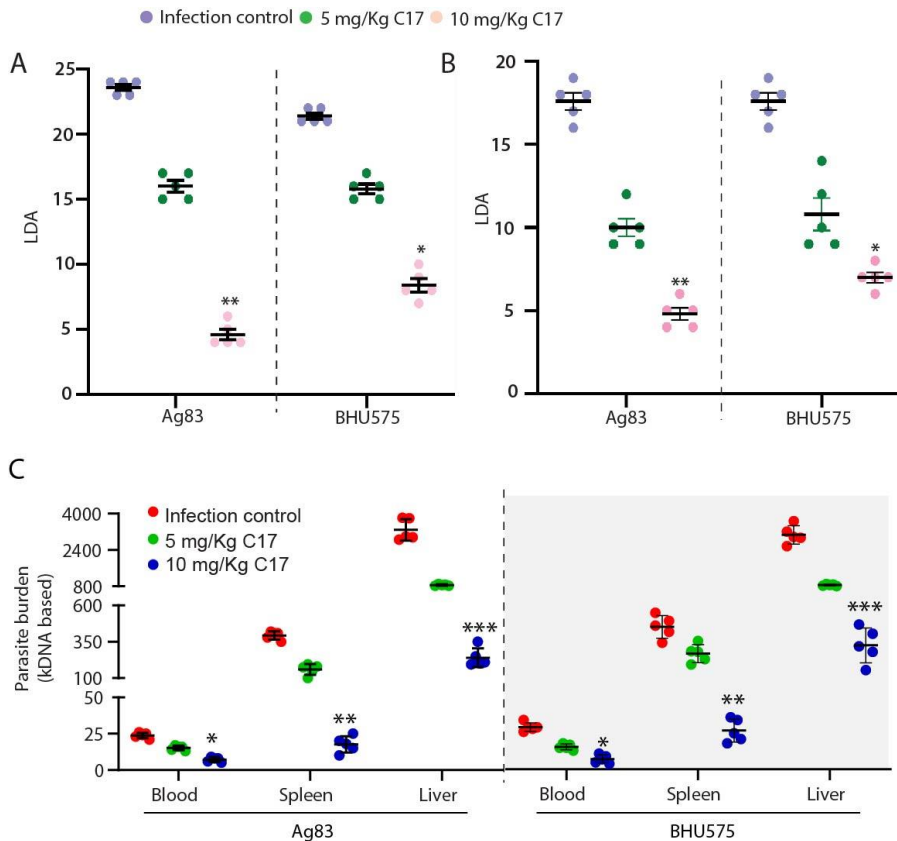 Infection control 5 mg/Kg C17 10 mg/Kg C17
A
B
25
20
15
10
5
0
LDA
**
*
Ag83 BHU575
20
15
10
5
0
LDA
**
*
Ag83 BHU575
C
Infection control
5 mg/Kg C17
10 mg/Kg C17
Parasite burden
(kDNA based)
4000
2400
800
600
350
100
50
25
0
*
**
***
*
**
***
Blood Spleen Liver Blood Spleen Liver
Ag83 BHU575